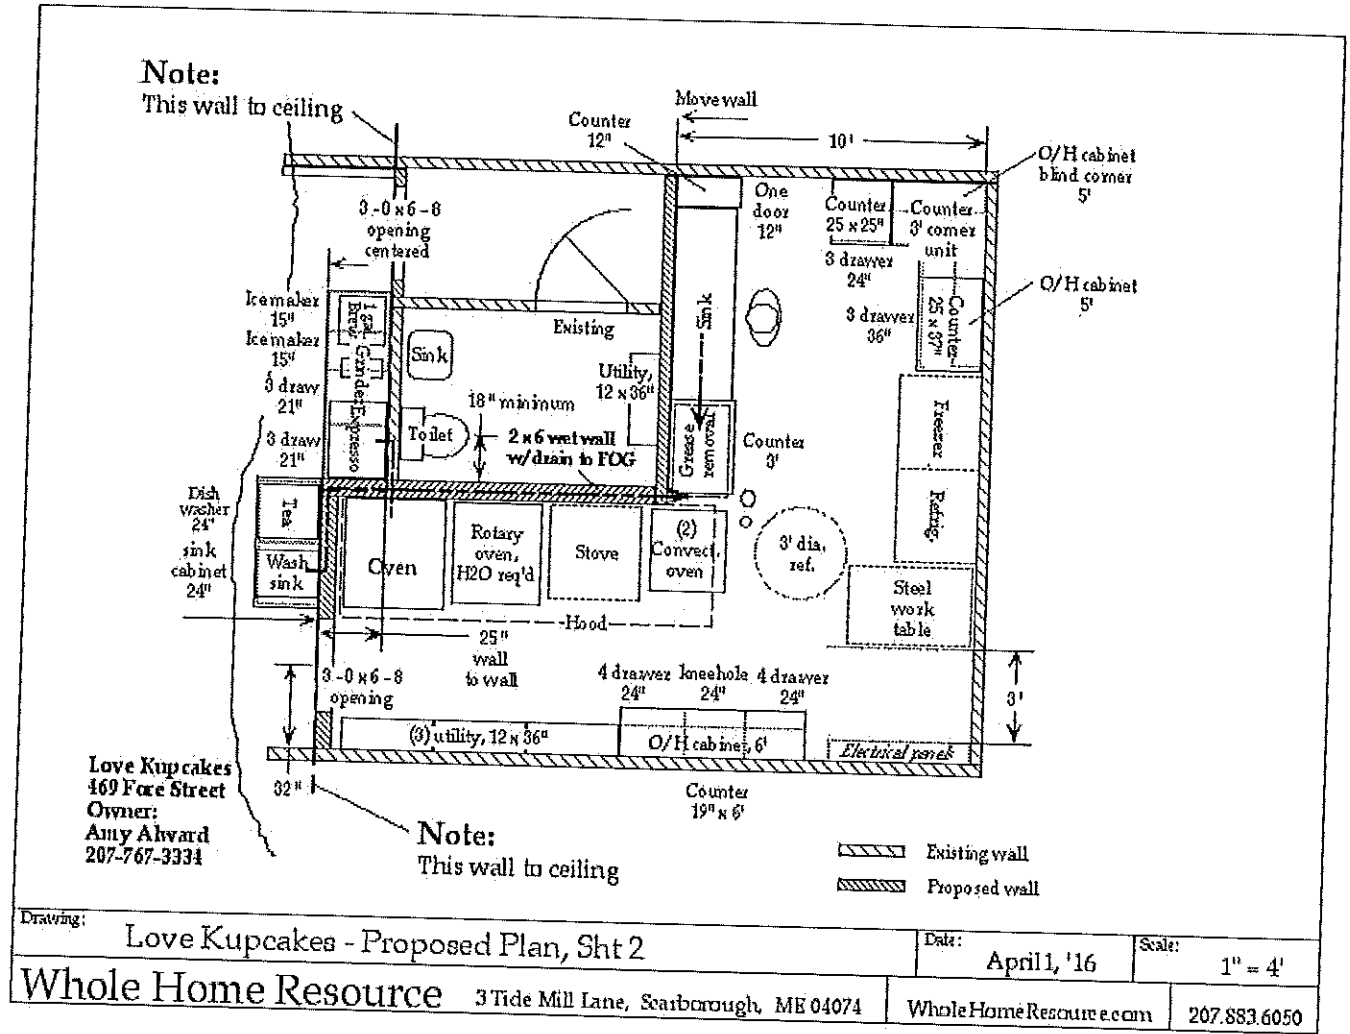 Note:
This wall to ceiling
Move wall
Counter
12"
10'
O/H cabinet
blind corner
5'
One
door
12"
Counter
25 x 25"
Counter
3' corner
unit
3 drawer
24"
O/H cabinet
5'
3 drawer
36"
Counter
25 x 37"
3-0 x 6-8
opening
centered
Icemaker
15"
Icemaker
15"
3 draw
21"
3 draw
21"
1 gal.
Brew
Grinder
Expresso
Sink
Existing
Utility,
12 x 36"
Sink
18" minimum
Toilet
2 x 6 wet wall
w/drain to FOG
Grease
removal
Counter
3'
Freezer
Refrig.
Dish
washer
24"
sink
cabinet
24"
Tea
Wash
sink
Oven
Rotary
oven,
H2O req'd
Stove
(2)
Convect.
oven
3' dia,
ref.
Steel
work
table
Hood
25"
wall
to wall
3-0 x 6-8
opening
4 drawer kneehole 4 drawer
24" 24" 24"
3'
(3) utility, 12 x 36"
O/H cabinet, 6'
Electrical panels
32"
Counter
19" x 6'
Love Kupcakes
469 Fore Street
Owner:
Amy Alward
207-767-3334
Note:
This wall to ceiling
Existing wall
Proposed wall
Drawing:
Love Kupcakes - Proposed Plan, Sht 2
Date:
April 1, '16
Scale:
1" = 4'
Whole Home Resource
3 Tide Mill Lane, Scarborough, ME 04074
WholeHomeResource.com
207.883.6050